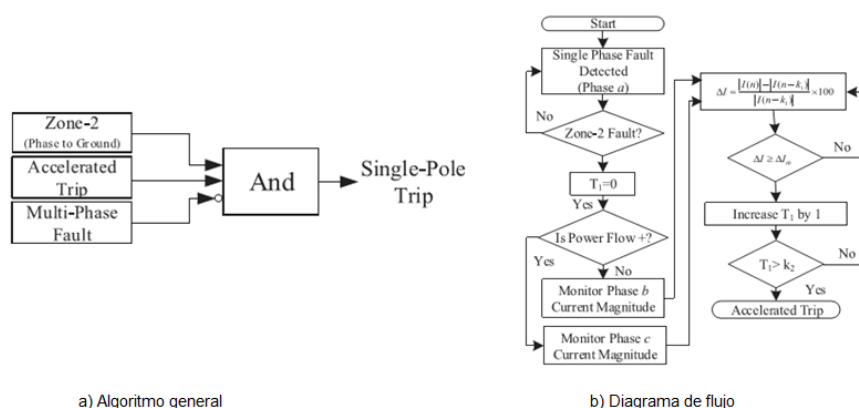 Zone-2
(Phase to Ground)
Accelerated
Trip
Multi-Phase
Fault
And
Single-Pole
Trip
a) Algoritmo general
Start
Single Phase Fault
Detected
(Phase a)
No
Zone-2 Fault?
T₁=0
Yes
Is Power Flow +?
Yes
No
Monitor Phase b
Current Magnitude
Monitor Phase c
Current Magnitude
ΔI = |I(n)|−|I(n−k₁)| / |I(n−k₁)| ×100
No
ΔI ≥ ΔIₜₕ
Increase T₁ by 1
No
T₁> k₂
Yes
Accelerated Trip
b) Diagrama de flujo